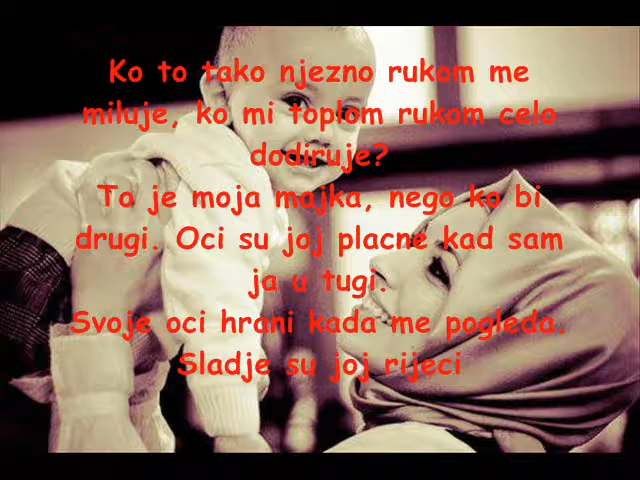 Ko to tako njezno rukom me
miluje, ko mi toplom rukom celo
dodiruje?
To je moja majka, nego ko bi
drugi. Oci su joj placne kad sam
ja u tugi.
Svoje oci hrani kada me pogleda.
Sladje su joj rijeci